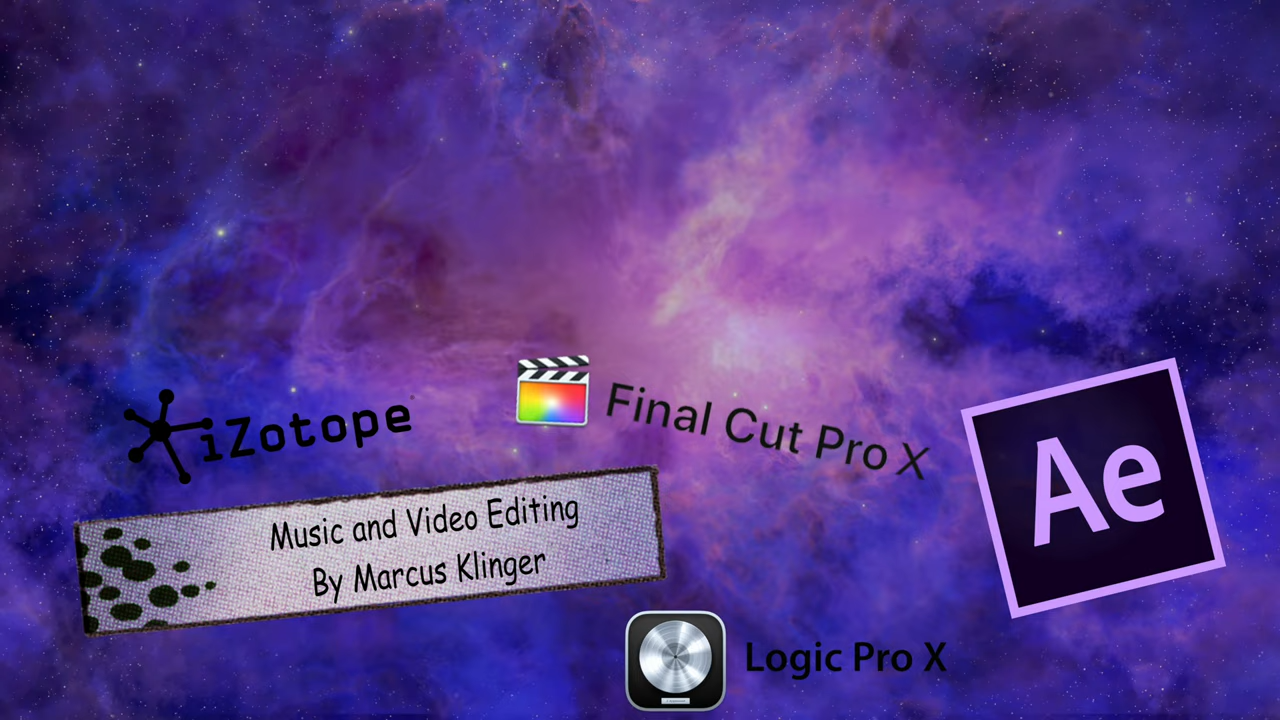 iZotope
Final Cut Pro X
Ae
Music and Video Editing
By Marcus Klinger
Logic Pro X